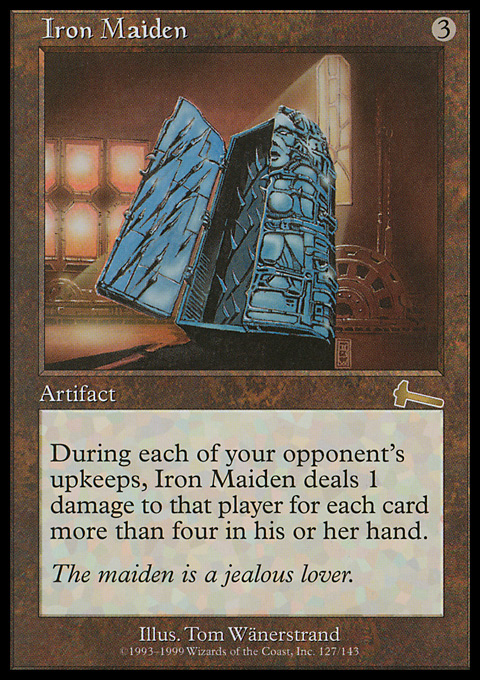 Iron Maiden 3
Artifact
During each of your opponent's
upkeeps, Iron Maiden deals 1
damage to that player for each card
more than four in his or her hand.
The maiden is a jealous lover.
Illus. Tom Wänerstrand
©1993–1999 Wizards of the Coast, Inc. 127/143